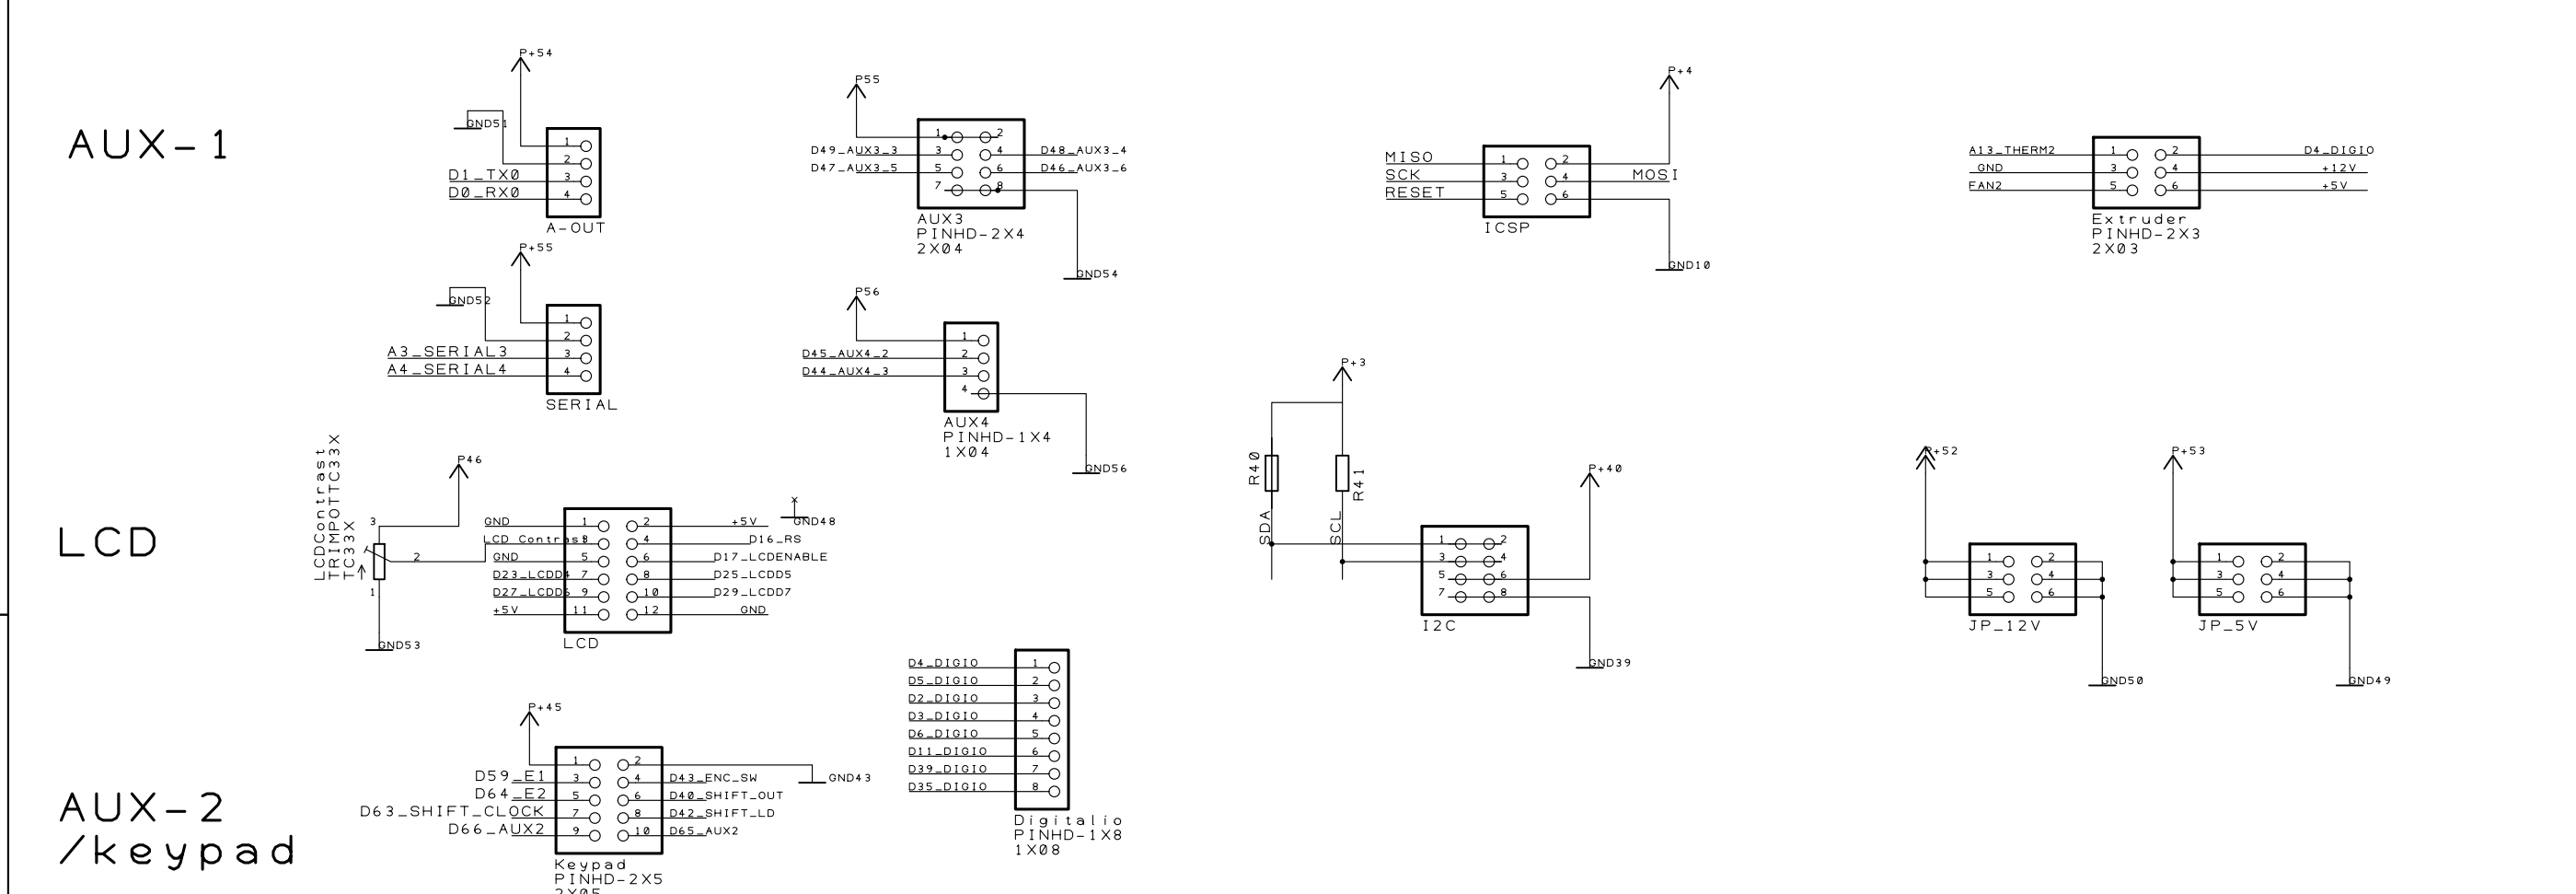 AUX-1
P+54
GND51
1
2
D1_TX0 3
D0_RX0 4
A-OUT
P55
1 2
D49_AUX3_3 3 4 D48_AUX3_4
D47_AUX3_5 5 6 D46_AUX3_6
7 8
AUX3
PINHD-2X4
2X04
GND54
P+4
MISO 1 2
SCK 3 4 MOSI
RESET 5 6
ICSP
GND10
A13_THERM2 1 2 D4_DIGIO
GND 3 4 +12V
FAN2 5 6 +5V
Extruder
PINHD-2X3
2X03
P+55
GND52
1
2
A3_SERIAL3 3
A4_SERIAL4 4
SERIAL
P56
1
D45_AUX4_2 2
D44_AUX4_3 3
4
AUX4
PINHD-1X4
1X04
GND56
LCD
LCDContrast
TRIMPOTTC33X
TC33X
3
2
1
P46
GND53
GND 1 2 +5V
LCD Contrast 3 4 D16_RS
GND 5 6 D17_LCDENABLE
D23_LCDD4 7 8 D25_LCDD5
D27_LCDD6 9 10 D29_LCDD7
+5V 11 12 GND
LCD
GND48
P+3
R40
R41
SDA
SCL
P+40
1 2
3 4
5 6
7 8
I2C
GND39
P+52
1 2
3 4
5 6
JP_12V
GND50
P+53
1 2
3 4
5 6
JP_5V
GND49
AUX-2
/keypad
P+45
1 2 GND43
D59_E1 3 4 D43_ENC_SW
D64_E2 5 6 D40_SHIFT_OUT
D63_SHIFT_CLOCK 7 8 D42_SHIFT_LD
D66_AUX2 9 10 D65_AUX2
Keypad
PINHD-2X5
2X05
D4_DIGIO 1
D5_DIGIO 2
D2_DIGIO 3
D3_DIGIO 4
D6_DIGIO 5
D11_DIGIO 6
D39_DIGIO 7
D35_DIGIO 8
Digitalio
PINHD-1X8
1X08